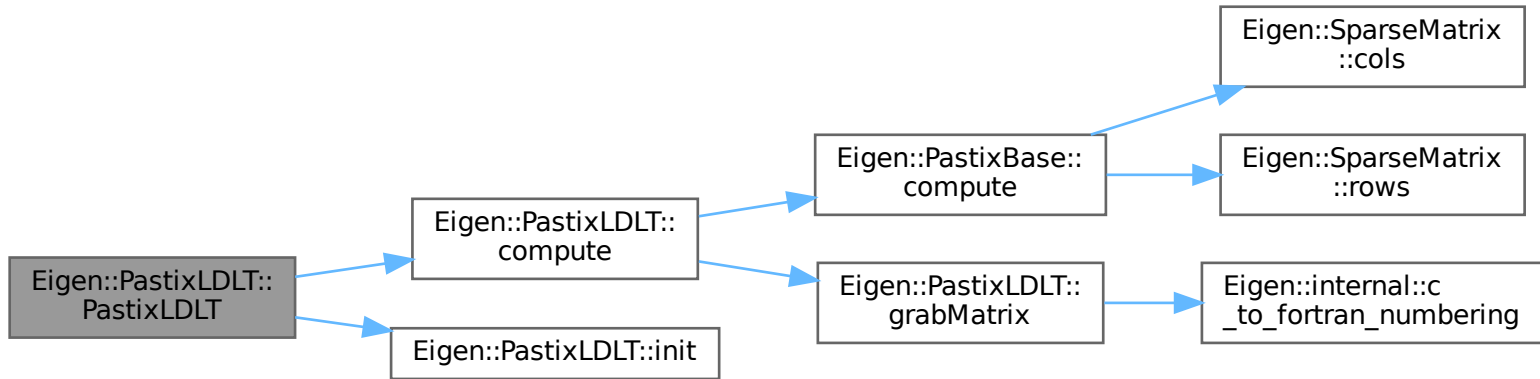 Eigen::SparseMatrix
::cols
Eigen::PastixBase::
compute
Eigen::SparseMatrix
::rows
Eigen::PastixLDLT::
compute
Eigen::PastixLDLT::
PastixLDLT
Eigen::PastixLDLT::
grabMatrix
Eigen::internal::c
_to_fortran_numbering
Eigen::PastixLDLT::init